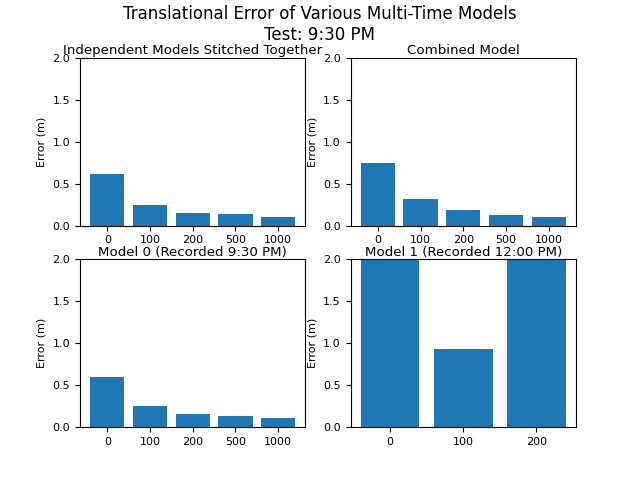 Translational Error of Various Multi-Time Models
Test: 9:30 PM
Independent Models Stitched Together
2.0
1.5
1.0
0.5
0.0
Error (m)
0 100 200 500 1000
Combined Model
2.0
1.5
1.0
0.5
0.0
Error (m)
0 100 200 500 1000
Model 0 (Recorded 9:30 PM)
2.0
1.5
1.0
0.5
0.0
Error (m)
0 100 200 500 1000
Model 1 (Recorded 12:00 PM)
2.0
1.5
1.0
0.5
0.0
Error (m)
0 100 200